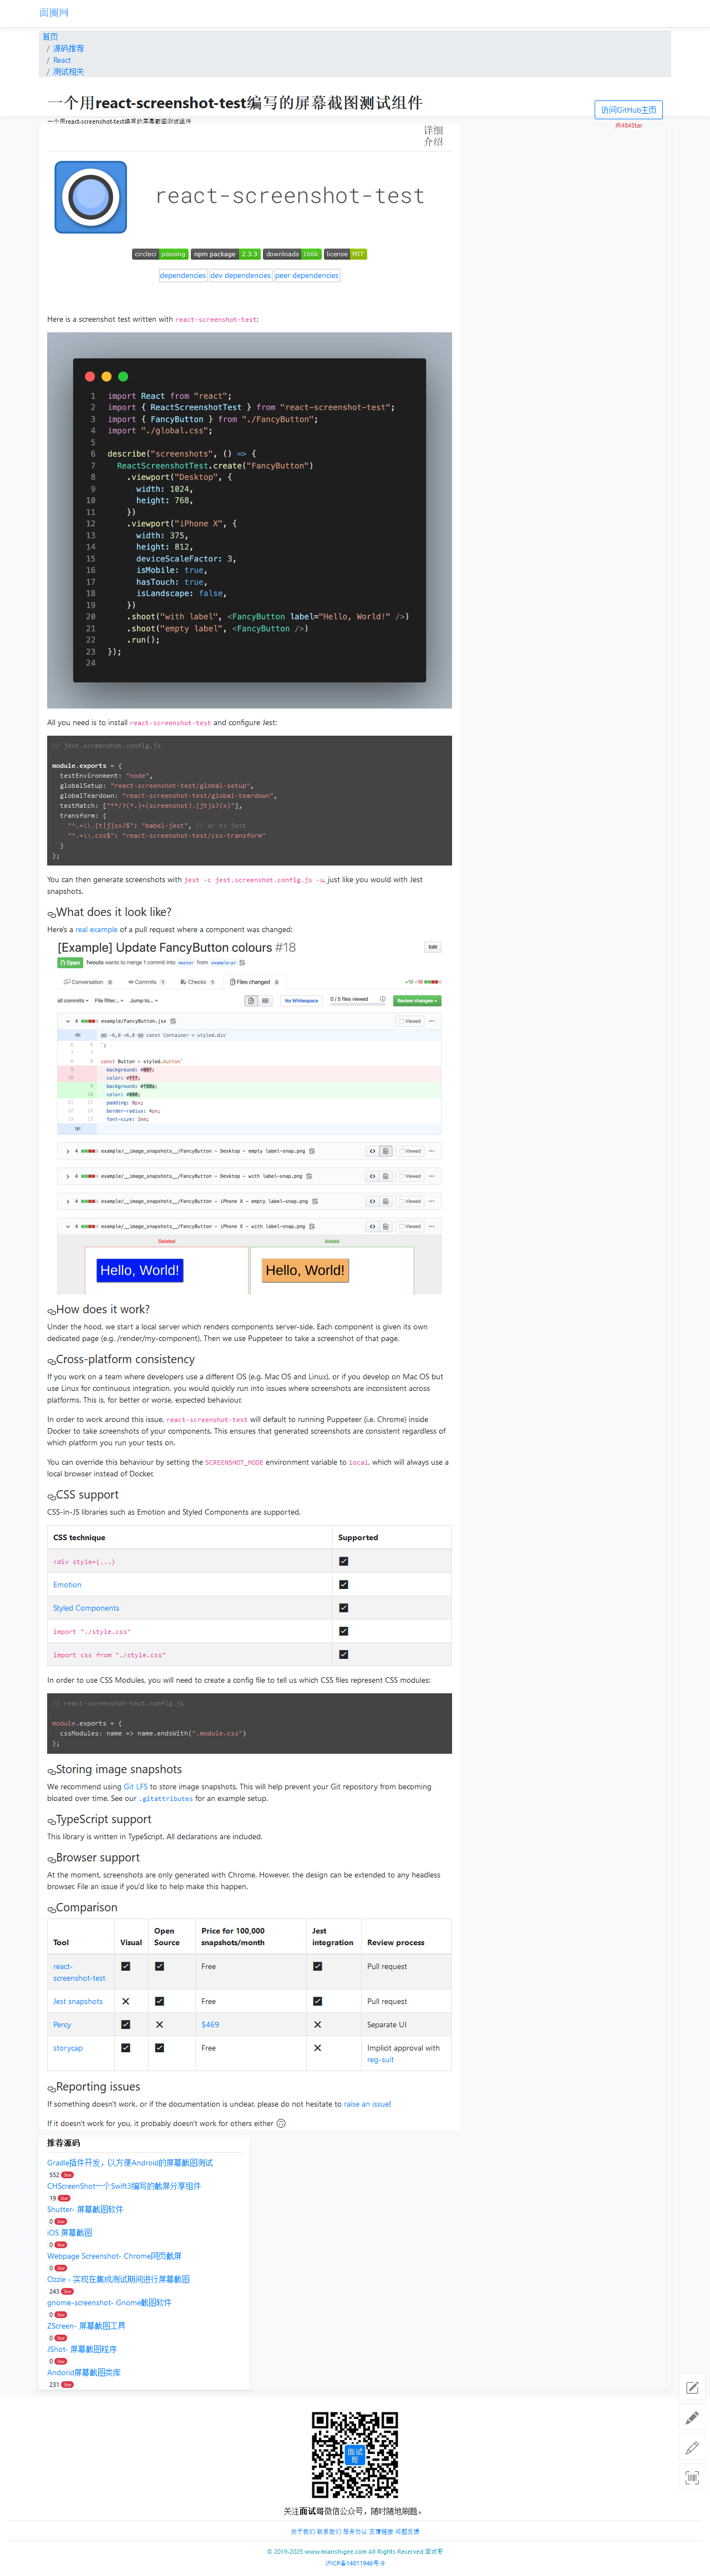 面圈网
首页
/ 源码推荐
/ React
/ 测试相关
一个用react-screenshot-test编写的屏幕截图测试组件
访问GitHub主页
共484Star
一个用react-screenshot-test编写的屏幕截图测试组件
详细
介绍
react-screenshot-test
circleci passing npm package 2.3.3 downloads 166k license MIT
dependencies dev dependencies peer dependencies
Here is a screenshot test written with react-screenshot-test:
1 import React from "react";
2 import { ReactScreenshotTest } from "react-screenshot-test";
3 import { FancyButton } from "./FancyButton";
4 import "./global.css";
5
6 describe("screenshots", () => {
7 ReactScreenshotTest.create("FancyButton")
8 .viewport("Desktop", {
9 width: 1024,
10 height: 768,
11 })
12 .viewport("iPhone X", {
13 width: 375,
14 height: 812,
15 deviceScaleFactor: 3,
16 isMobile: true,
17 hasTouch: true,
18 isLandscape: false,
19 })
20 .shoot("with label", <FancyButton label="Hello, World!" />)
21 .shoot("empty label", <FancyButton />)
22 .run();
23 });
24
All you need is to install react-screenshot-test and configure Jest:
// jest.screenshot.config.js
module.exports = {
testEnvironment: "node",
globalSetup: "react-screenshot-test/global-setup",
globalTeardown: "react-screenshot-test/global-teardown",
testMatch: ["**/?(*.)+(screenshot).[jt]s?(x)"],
transform: {
"^.+\\.[t|j]sx?$": "babel-jest", // or ts-jest
"^.+\\.css$": "react-screenshot-test/css-transform"
}
};
You can then generate screenshots with jest -c jest.screenshot.config.js -u, just like you would with Jest
snapshots.
What does it look like?
Here's a real example of a pull request where a component was changed:
[Example] Update FancyButton colours #18
Edit
Open fwouts wants to merge 1 commit into master from example-pr
Conversation 0 Commits 1 Checks 1 Files changed 5 +10 −10
all commits File filter... Jump to... No Whitespace 0 / 5 files viewed Review changes
4 example/FancyButton.jsx Viewed
@@ -6,8 +6,8 @@ const Container = styled.div`
6 6 `;
7 7
8 8 const Button = styled.button`
9 background: #00f;
10 color: #fff;
9 background: #f00a;
10 color: #000;
11 11 padding: 8px;
12 12 border-radius: 4px;
13 13 font-size: 2em;
4 example/__image_snapshots__/FancyButton - Desktop - empty label-snap.png Viewed
4 example/__image_snapshots__/FancyButton - Desktop - with label-snap.png Viewed
4 example/__image_snapshots__/FancyButton - iPhone X - empty label-snap.png Viewed
4 example/__image_snapshots__/FancyButton - iPhone X - with label-snap.png Viewed
Deleted Added
Hello, World! Hello, World!
How does it work?
Under the hood, we start a local server which renders components server-side. Each component is given its own
dedicated page (e.g. /render/my-component). Then we use Puppeteer to take a screenshot of that page.
Cross-platform consistency
If you work on a team where developers use a different OS (e.g. Mac OS and Linux), or if you develop on Mac OS but
use Linux for continuous integration, you would quickly run into issues where screenshots are inconsistent across
platforms. This is, for better or worse, expected behaviour.
In order to work around this issue, react-screenshot-test will default to running Puppeteer (i.e. Chrome) inside
Docker to take screenshots of your components. This ensures that generated screenshots are consistent regardless of
which platform you run your tests on.
You can override this behaviour by setting the SCREENSHOT_MODE environment variable to local, which will always use a
local browser instead of Docker.
CSS support
CSS-in-JS libraries such as Emotion and Styled Components are supported.
CSS technique Supported
<div style={...} ☑
Emotion ☑
Styled Components ☑
import "./style.css" ☑
import css from "./style.css" ☑
In order to use CSS Modules, you will need to create a config file to tell us which CSS files represent CSS modules:
// react-screenshot-test.config.js
module.exports = {
cssModules: name => name.endsWith(".module.css")
};
Storing image snapshots
We recommend using Git LFS to store image snapshots. This will help prevent your Git repository from becoming
bloated over time. See our .gitattributes for an example setup.
TypeScript support
This library is written in TypeScript. All declarations are included.
Browser support
At the moment, screenshots are only generated with Chrome. However, the design can be extended to any headless
browser. File an issue if you'd like to help make this happen.
Comparison
Tool Visual Open Source Price for 100,000 snapshots/month Jest integration Review process
react-screenshot-test ☑ ☑ Free ☑ Pull request
Jest snapshots ✕ ☑ Free ☑ Pull request
Percy ☑ ✕ $469 ✕ Separate UI
storycap ☑ ☑ Free ✕ Implicit approval with reg-suit
Reporting issues
If something doesn't work, or if the documentation is unclear, please do not hesitate to raise an issue!
If it doesn't work for you, it probably doesn't work for others either 🙃
推荐源码
Gradle插件开发，以方便Android的屏幕截图测试
552 Star
CHScreenShot一个Swift3编写的截屏分享组件
19 Star
Shutter- 屏幕截图软件
0 Star
iOS 屏幕截图
0 Star
Webpage Screenshot- Chrome网页截屏
0 Star
Ozzie - 实现在集成测试期间进行屏幕截图
243 Star
gnome-screenshot- Gnome截图软件
0 Star
ZScreen- 屏幕截图工具
0 Star
JShot- 屏幕截图程序
0 Star
Andorid屏幕截图类库
231 Star
面试
哥
关注面试哥微信公众号，随时随地刷题。
关于我们 联系我们 服务协议 友情链接 问题反馈
© 2019-2025 www.mianshigee.com All Rights Reserved 面试哥
沪ICP备14011946号-9